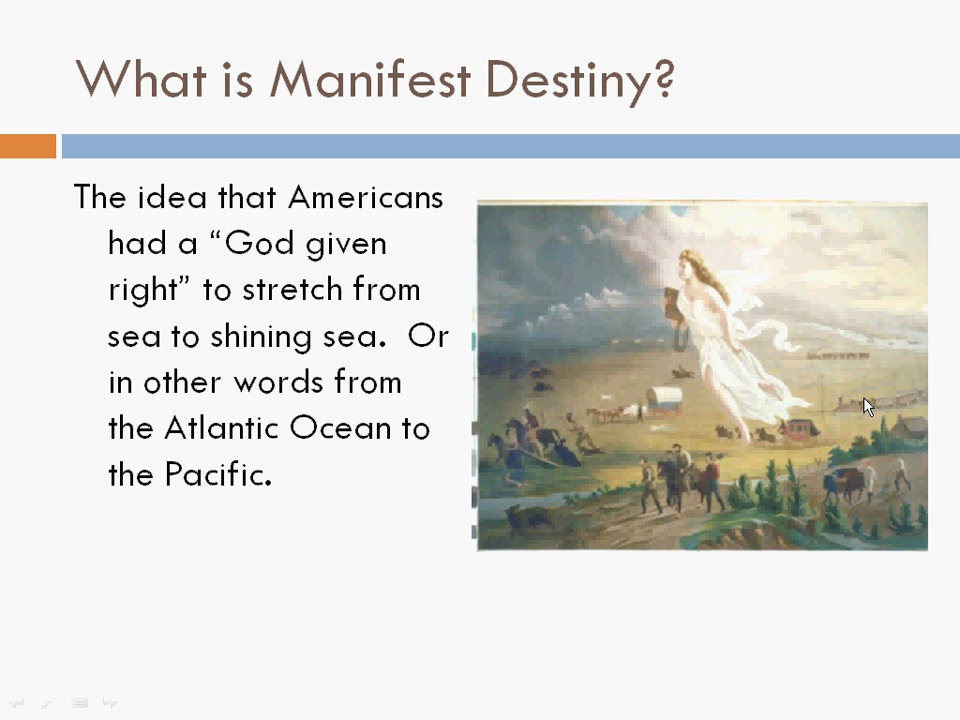 What is Manifest Destiny?
The idea that Americans
had a “God given
right” to stretch from
sea to shining sea.  Or
in other words from
the Atlantic Ocean to
the Pacific.